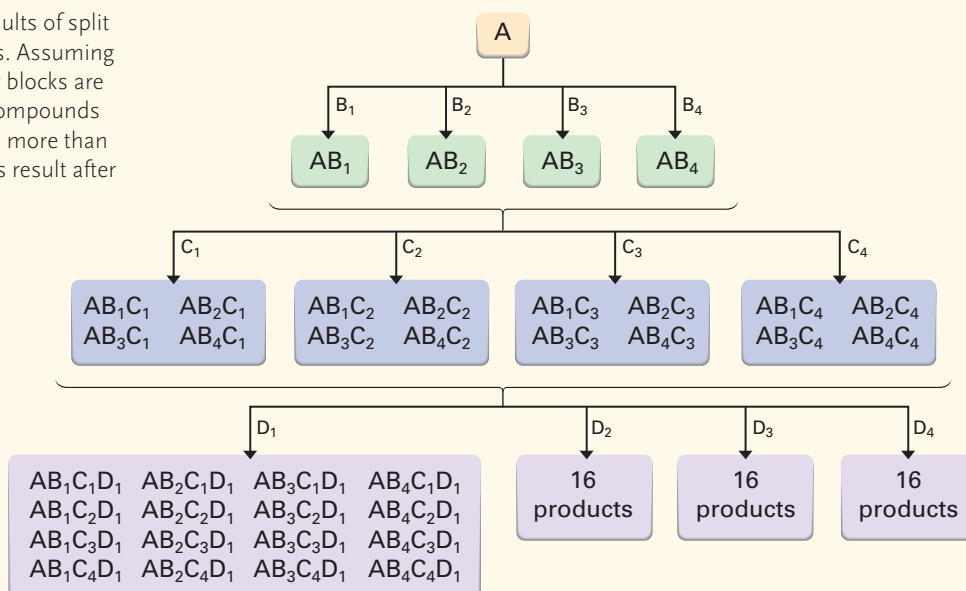 ults of split
s. Assuming
blocks are
ompounds
more than
s result after
A
B₁ B₂ B₃ B₄
AB₁ AB₂ AB₃ AB₄
C₁ C₂ C₃ C₄
AB₁C₁ AB₂C₁ AB₁C₂ AB₂C₂ AB₁C₃ AB₂C₃ AB₁C₄ AB₂C₄
AB₃C₁ AB₄C₁ AB₃C₂ AB₄C₂ AB₃C₃ AB₄C₃ AB₃C₄ AB₄C₄
D₁ D₂ D₃ D₄
AB₁C₁D₁ AB₂C₁D₁ AB₃C₁D₁ AB₄C₁D₁
AB₁C₂D₁ AB₂C₂D₁ AB₃C₂D₁ AB₄C₂D₁
AB₁C₃D₁ AB₂C₃D₁ AB₃C₃D₁ AB₄C₃D₁
AB₁C₄D₁ AB₂C₄D₁ AB₃C₄D₁ AB₄C₄D₁
16
products
16
products
16
products